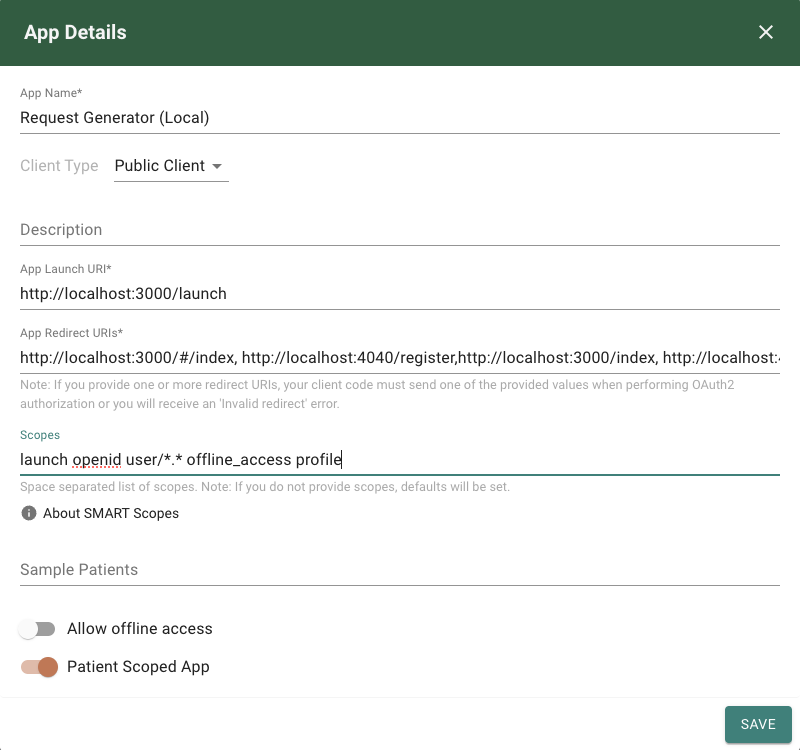 App Details
App Name*
Request Generator (Local)
Client Type Public Client
Description
App Launch URI*
http://localhost:3000/launch
App Redirect URIs*
http://localhost:3000/#/index, http://localhost:4040/register,http://localhost:3000/index, http://localhost:4
Note: If you provide one or more redirect URIs, your client code must send one of the provided values when performing OAuth2
authorization or you will receive an 'Invalid redirect' error.
Scopes
launch openid user/*.* offline_access profile
Space separated list of scopes. Note: If you do not provide scopes, defaults will be set.
About SMART Scopes
Sample Patients
Allow offline access
Patient Scoped App
SAVE